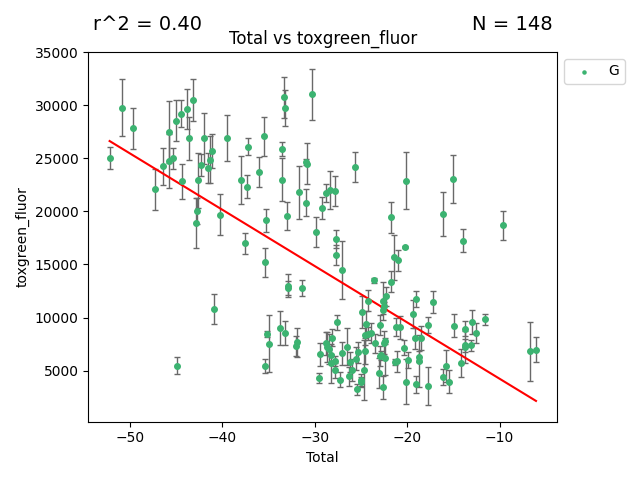 r^2 = 0.40
N = 148
Total vs toxgreen_fluor
G
35000
30000
25000
20000
15000
10000
5000
toxgreen_fluor
−50
−40
−30
−20
−10
Total